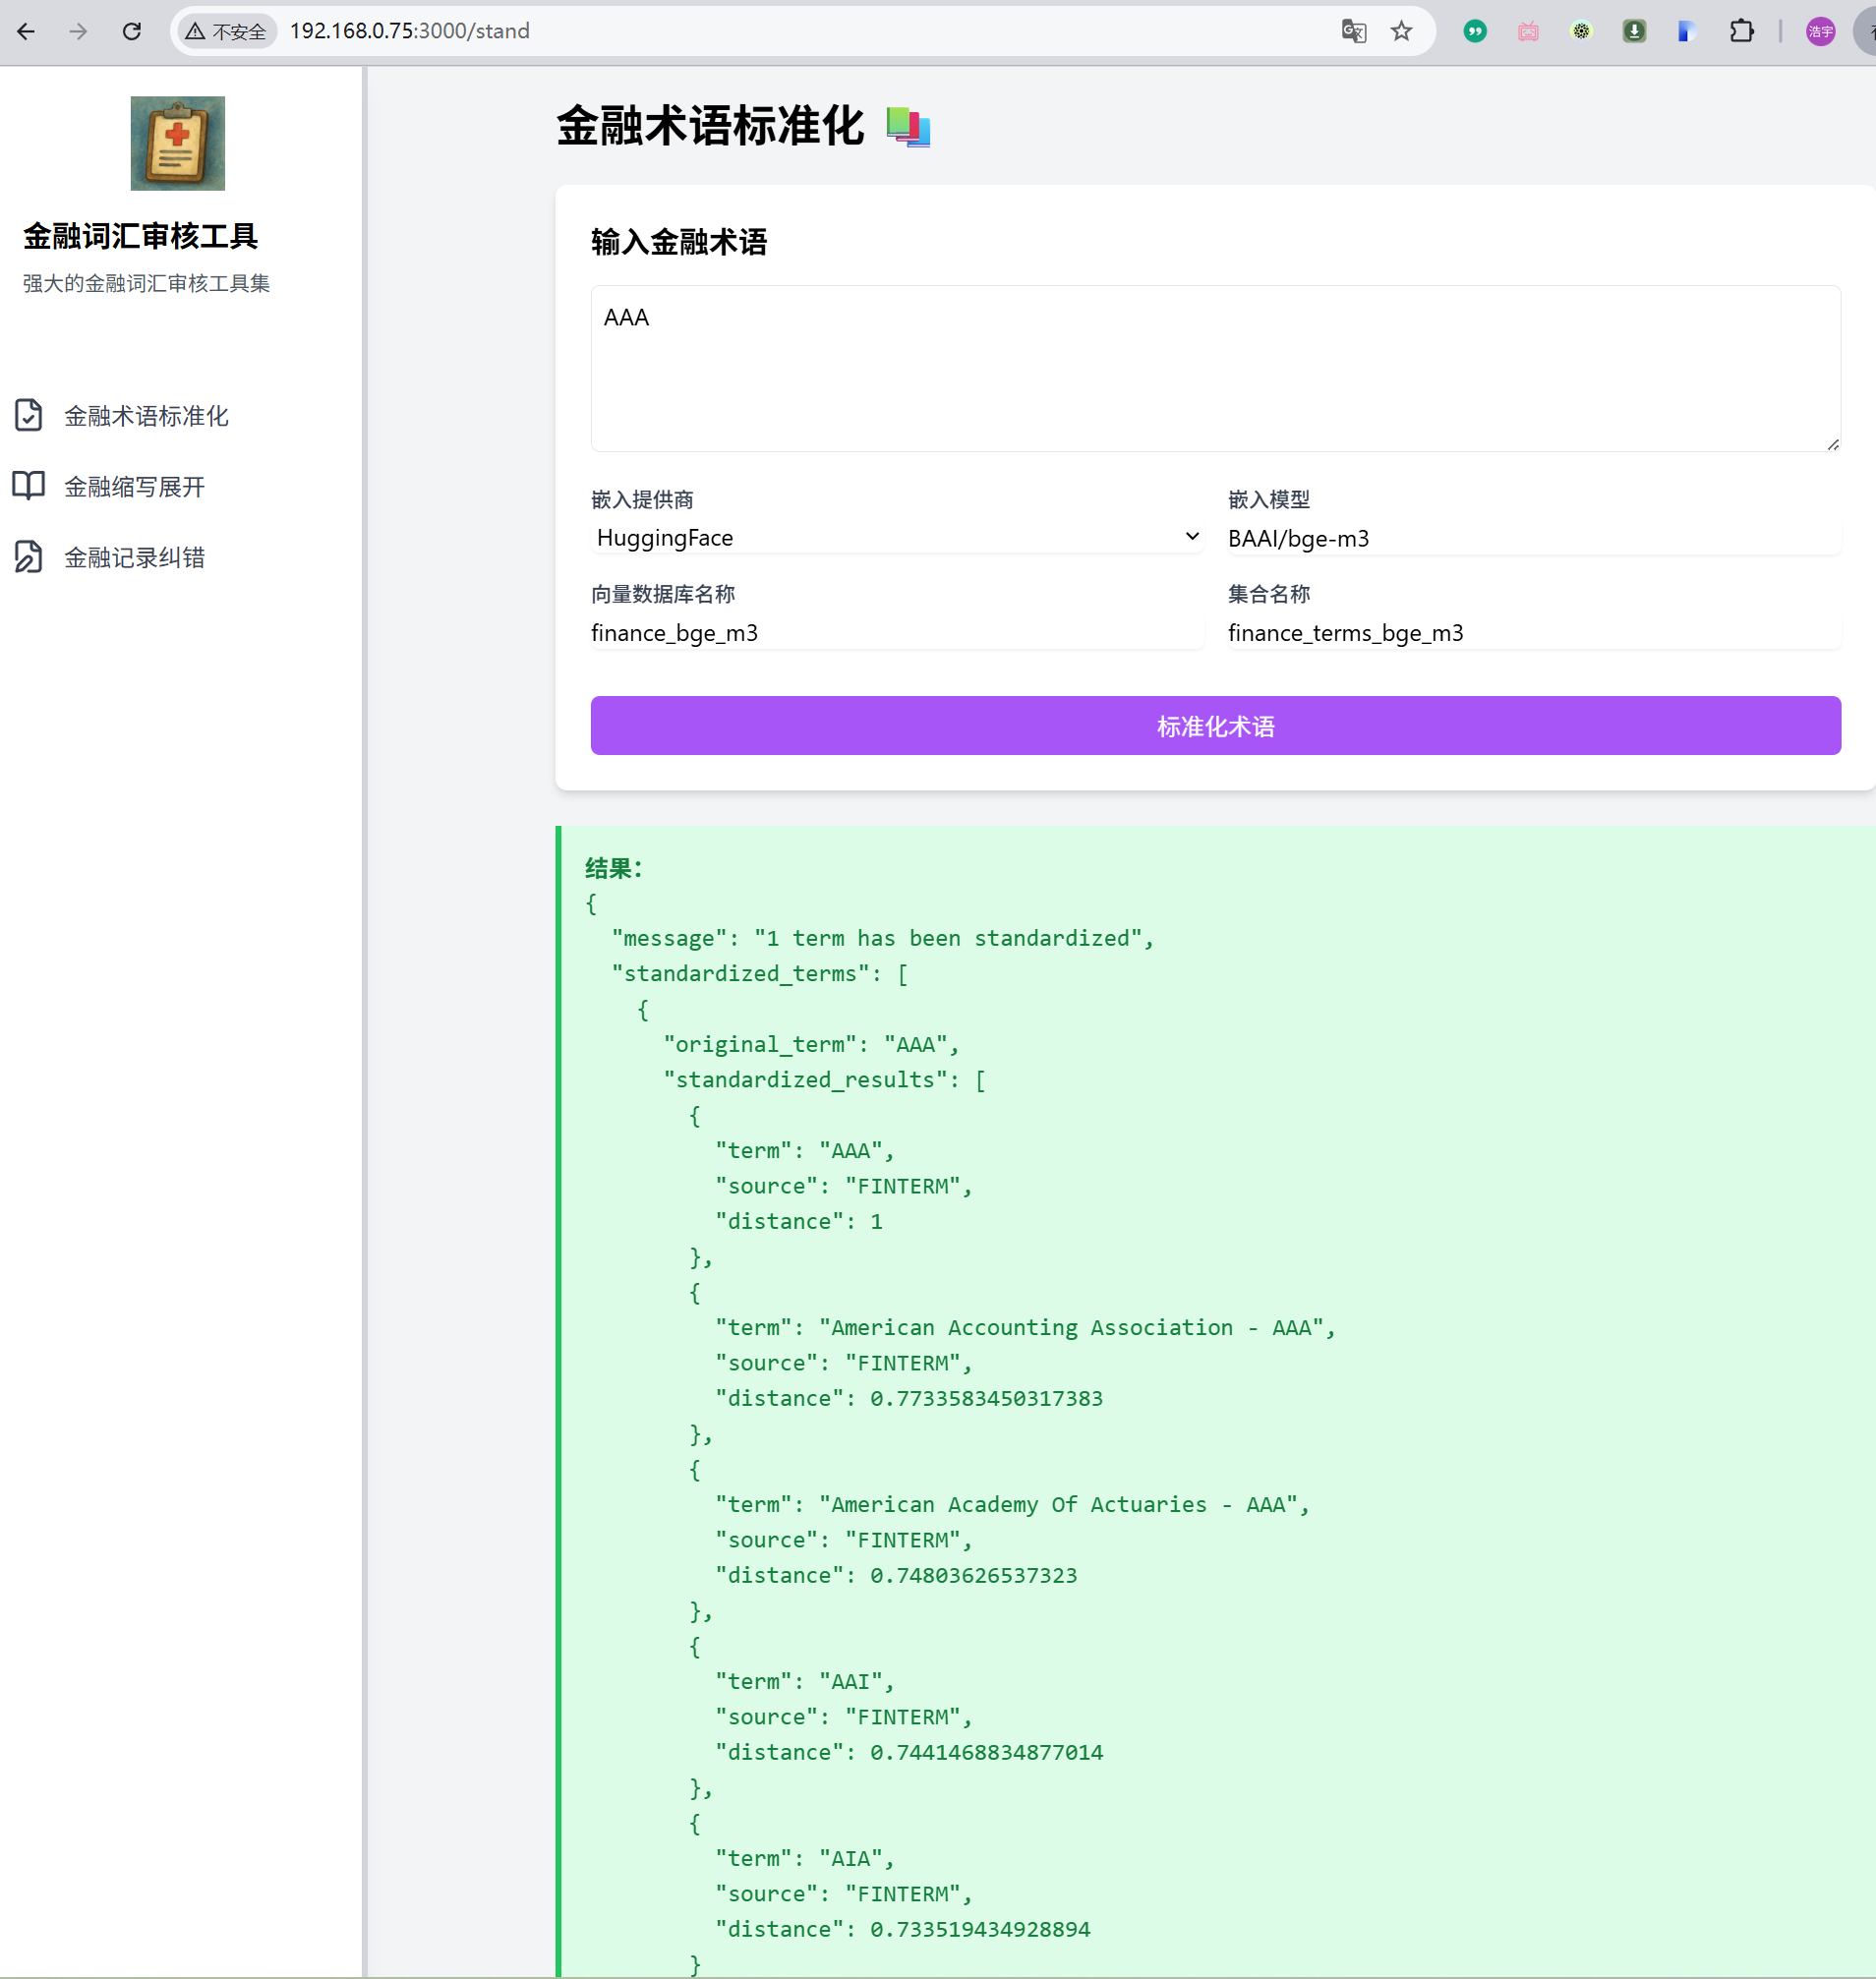 不安全 192.168.0.75:3000/stand
浩宇
金融词汇审核工具
强大的金融词汇审核工具集
金融术语标准化
金融缩写展开
金融记录纠错
金融术语标准化
输入金融术语
AAA
嵌入提供商
HuggingFace
嵌入模型
BAAI/bge-m3
向量数据库名称
finance_bge_m3
集合名称
finance_terms_bge_m3
标准化术语
结果：
{
"message": "1 term has been standardized",
"standardized_terms": [
{
"original_term": "AAA",
"standardized_results": [
{
"term": "AAA",
"source": "FINTERM",
"distance": 1
},
{
"term": "American Accounting Association - AAA",
"source": "FINTERM",
"distance": 0.7733583450317383
},
{
"term": "American Academy Of Actuaries - AAA",
"source": "FINTERM",
"distance": 0.74803626537323
},
{
"term": "AAI",
"source": "FINTERM",
"distance": 0.7441468834877014
},
{
"term": "AIA",
"source": "FINTERM",
"distance": 0.733519434928894
}